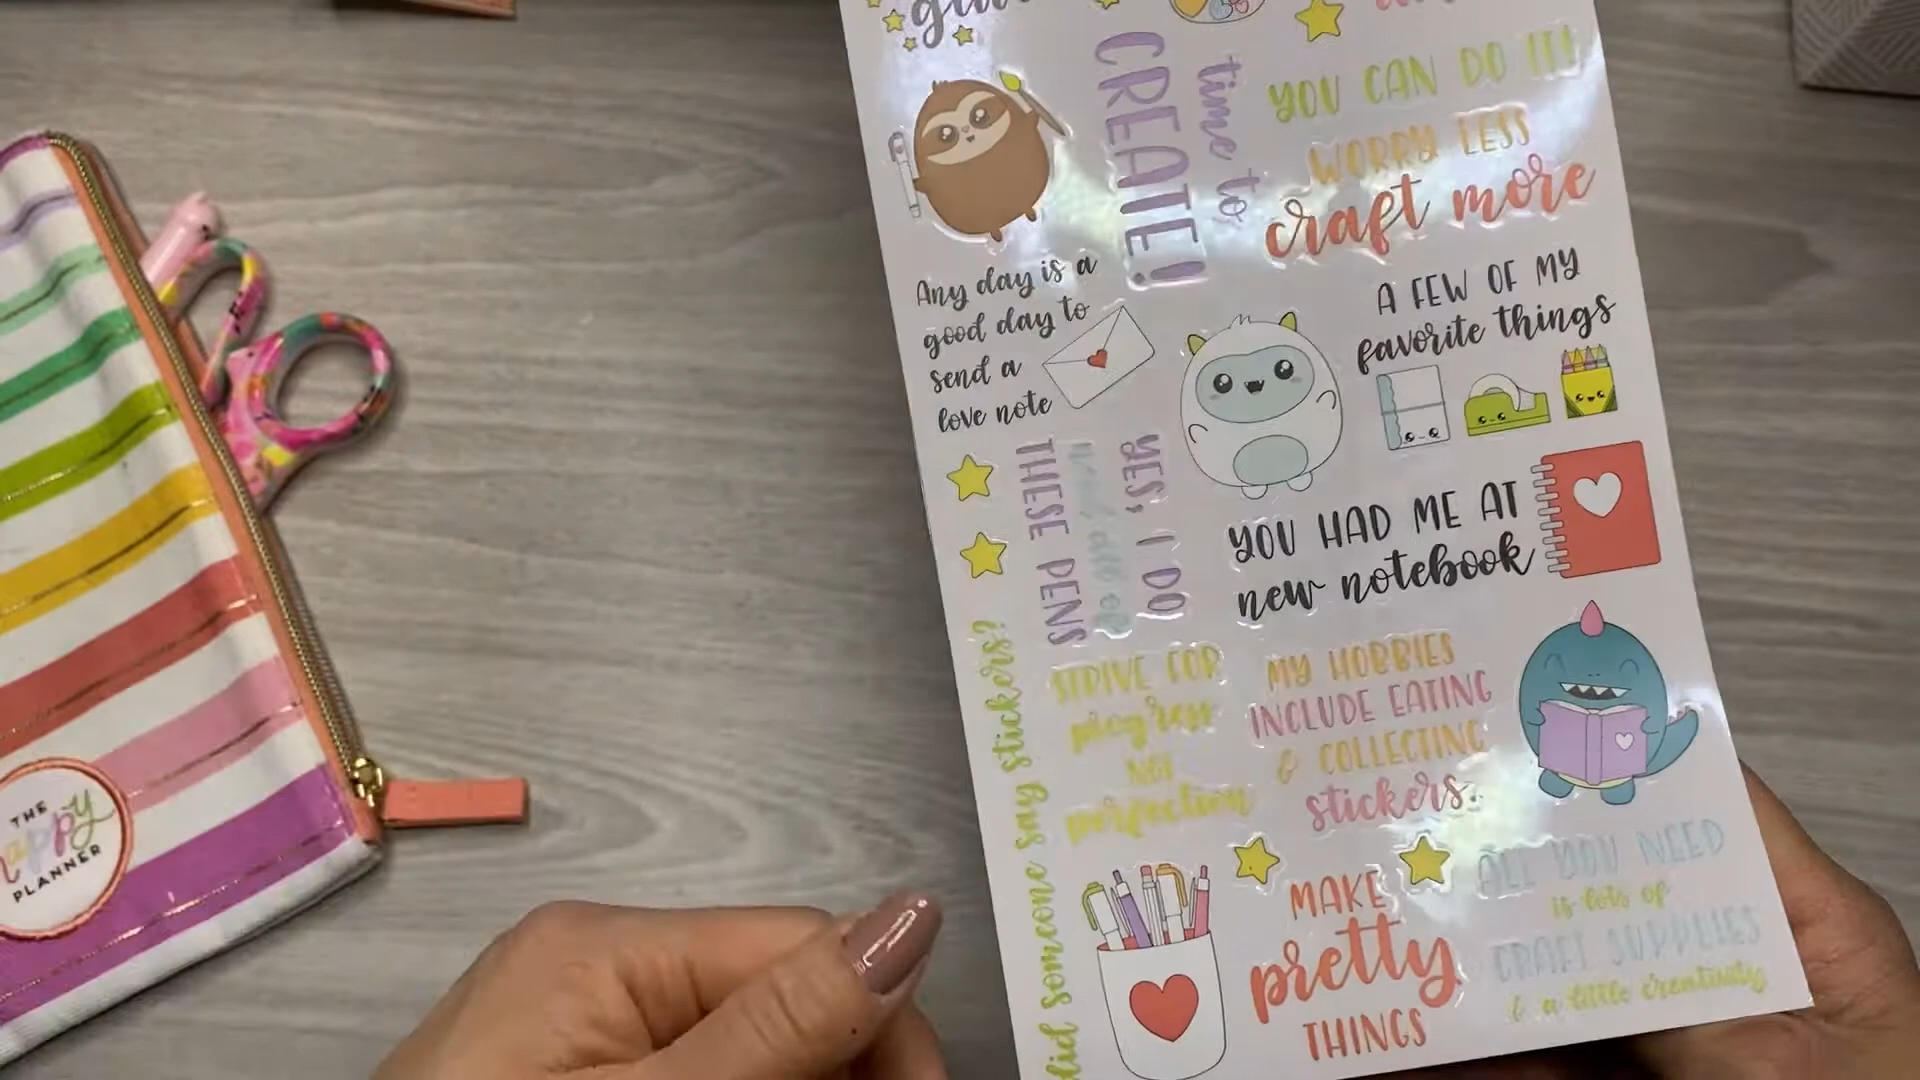 CREATE!
time to
YOU CAN DO IT!
WORRY LESS
craft more
Any day is a
good day to
send a
love note
A FEW OF MY
favorite things
YES, I DO
need all of
THESE PENS
YOU HAD ME AT
new notebook
did someone say stickers?
STRIVE FOR
progress
NOT
perfection
MY HOBBIES
INCLUDE EATING
& COLLECTING
stickers.
MAKE
pretty
THINGS
ALL YOU NEED
is lots of
CRAFT SUPPLIES
& a little creativity
THE
happy
PLANNER